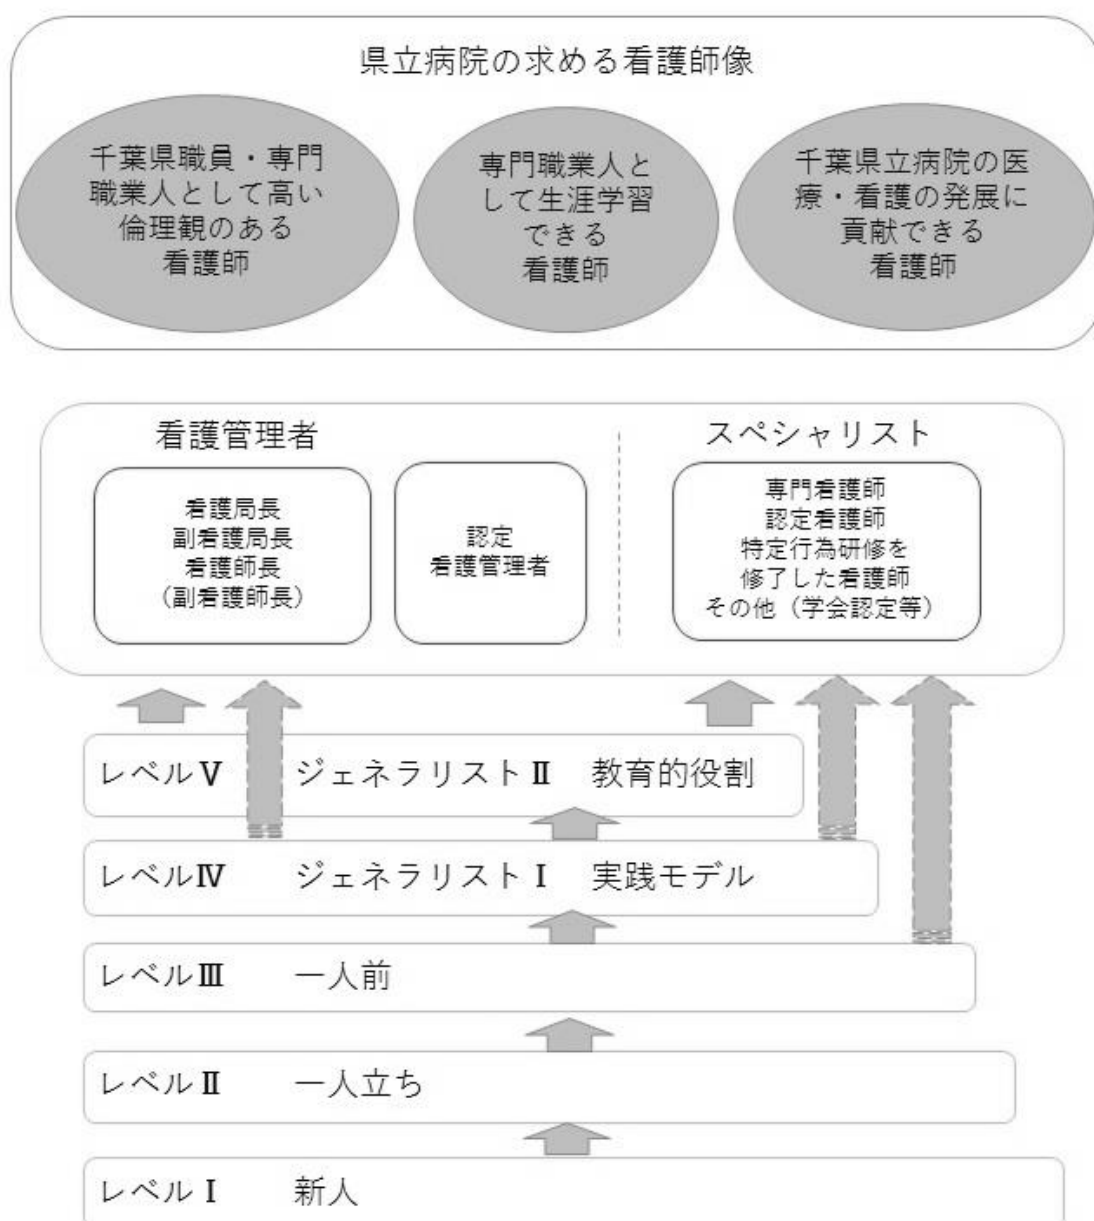 県立病院の求める看護師像
千葉県職員・専門
職業人として高い
倫理観のある
看護師
専門職業人と
して生涯学習
できる
看護師
千葉県立病院の医
療・看護の発展に
貢献できる
看護師
看護管理者
看護局長
副看護局長
看護師長
（副看護師長）
認定
看護管理者
スペシャリスト
専門看護師
認定看護師
特定行為研修を
修了した看護師
その他（学会認定等）
レベルⅤ ジェネラリストⅡ 教育的役割
レベルⅣ ジェネラリストⅠ 実践モデル
レベルⅢ 一人前
レベルⅡ 一人立ち
レベルⅠ 新人